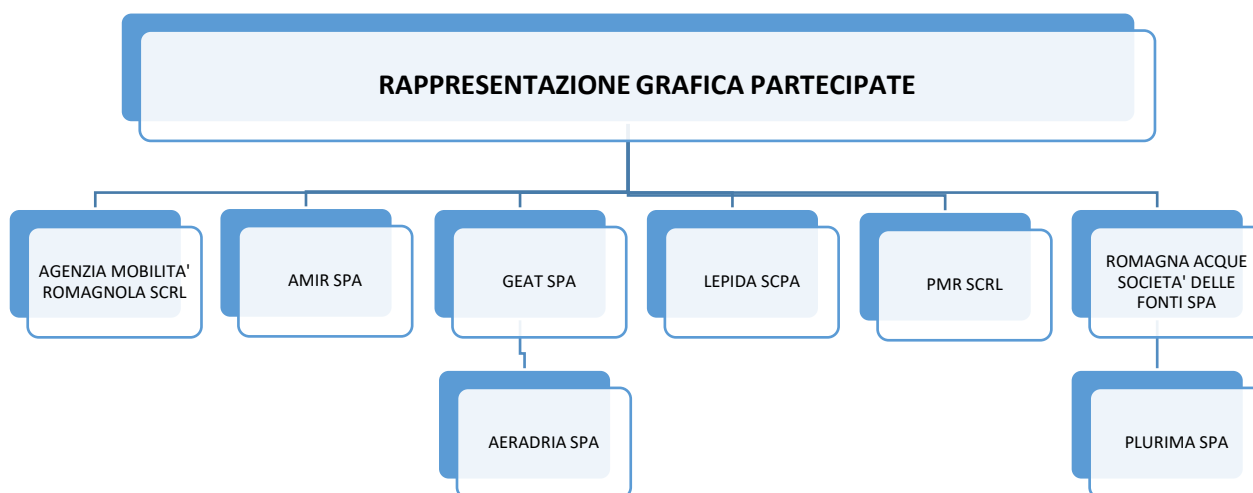 RAPPRESENTAZIONE GRAFICA PARTECIPATE
AGENZIA MOBILITA'
ROMAGNOLA SCRL
AMIR SPA
GEAT SPA
LEPIDA SCPA
PMR SCRL
ROMAGNA ACQUE
SOCIETA' DELLE
FONTI SPA
AERADRIA SPA
PLURIMA SPA